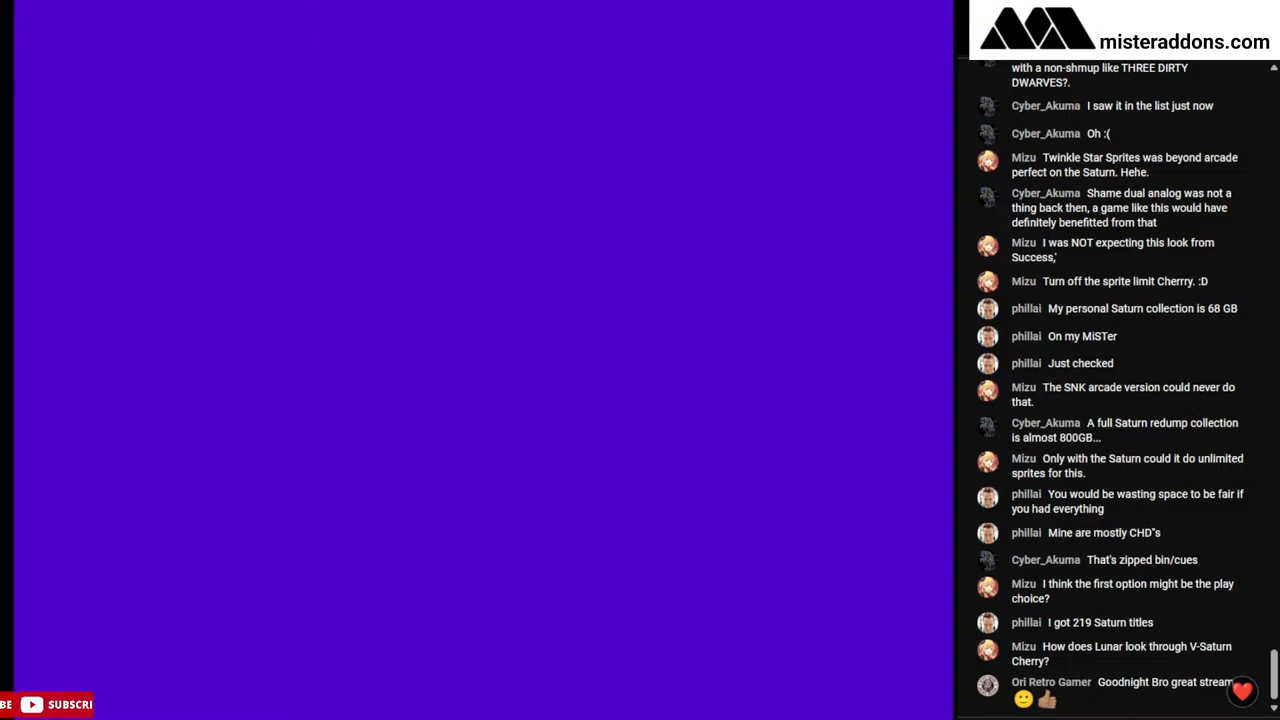 misteraddons.com
with a non-shmup like THREE DIRTY
DWARVES?.
Cyber_Akuma I saw it in the list just now
Cyber_Akuma Oh :(
Mizu Twinkle Star Sprites was beyond arcade
perfect on the Saturn. Hehe.
Cyber_Akuma Shame dual analog was not a
thing back then, a game like this would have
definitely benefitted from that
Mizu I was NOT expecting this look from
Success,'
Mizu Turn off the sprite limit Cherrry. :D
phillai My personal Saturn collection is 68 GB
phillai On my MiSTer
phillai Just checked
Mizu The SNK arcade version could never do
that.
Cyber_Akuma A full Saturn redump collection
is almost 800GB...
Mizu Only with the Saturn could it do unlimited
sprites for this.
phillai You would be wasting space to be fair if
you had everything
phillai Mine are mostly CHD"s
Cyber_Akuma That's zipped bin/cues
Mizu I think the first option might be the play
choice?
phillai I got 219 Saturn titles
Mizu How does Lunar look through V-Saturn
Cherry?
Ori Retro Gamer Goodnight Bro great stream
🙂👍🏽
BE SUBSCRI